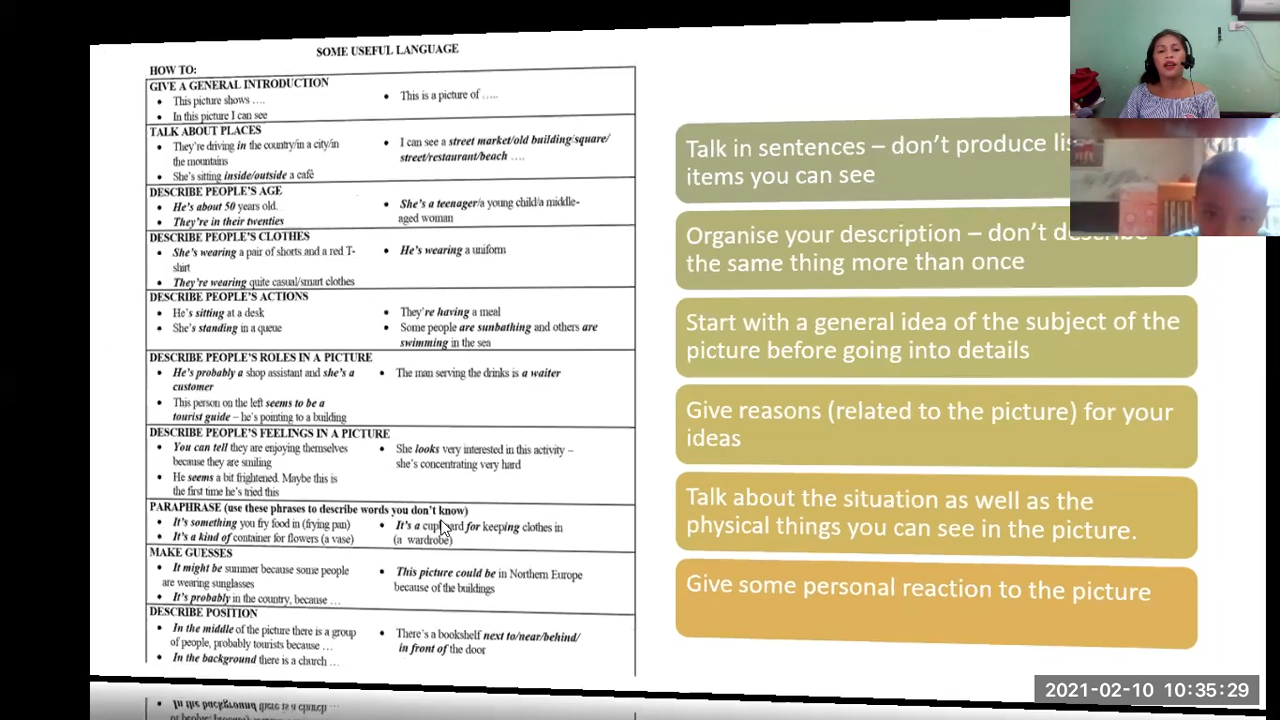 SOME USEFUL LANGUAGE
HOW TO:
GIVE A GENERAL INTRODUCTION
• This picture shows ....
• In this picture I can see
• This is a picture of .....
TALK ABOUT PLACES
• They're driving in the country/in a city/in
the mountains
• She's sitting inside/outside a café
• I can see a street market/old building/square/
street/restaurant/beach ....
DESCRIBE PEOPLE'S AGE
• He's about 50 years old.
• They're in their twenties
• She's a teenager/a young child/a middle-
aged woman
DESCRIBE PEOPLE'S CLOTHES
• She's wearing a pair of shorts and a red T-
shirt
• They're wearing quite casual/smart clothes
• He's wearing a uniform
DESCRIBE PEOPLE'S ACTIONS
• He's sitting at a desk
• She's standing in a queue
• They're having a meal
• Some people are sunbathing and others are
swimming in the sea
DESCRIBE PEOPLE'S ROLES IN A PICTURE
• He's probably a shop assistant and she's a
customer
• This person on the left seems to be a
tourist guide – he's pointing to a building
• The man serving the drinks is a waiter
DESCRIBE PEOPLE'S FEELINGS IN A PICTURE
• You can tell they are enjoying themselves
because they are smiling
• He seems a bit frightened. Maybe this is
the first time he's tried this
• She looks very interested in this activity –
she's concentrating very hard
PARAPHRASE (use these phrases to describe words you don't know)
• It's something you fry food in (frying pan)
• It's a kind of container for flowers (a vase)
• It's a cupboard for keeping clothes in
(a wardrobe)
MAKE GUESSES
• It might be summer because some people
are wearing sunglasses
• It's probably in the country, because ...
• This picture could be in Northern Europe
because of the buildings
DESCRIBE POSITION
• In the middle of the picture there is a group
of people, probably tourists because ...
• In the background there is a church ...
• There's a bookshelf next to/near/behind/
in front of the door
Talk in sentences – don't produce
items you can see
Organise your description – don't describe
the same thing more than once
Start with a general idea of the subject of the
picture before going into details
Give reasons (related to the picture) for your
ideas
Talk about the situation as well as the
physical things you can see in the picture.
Give some personal reaction to the picture
2021-02-10 10:35:29